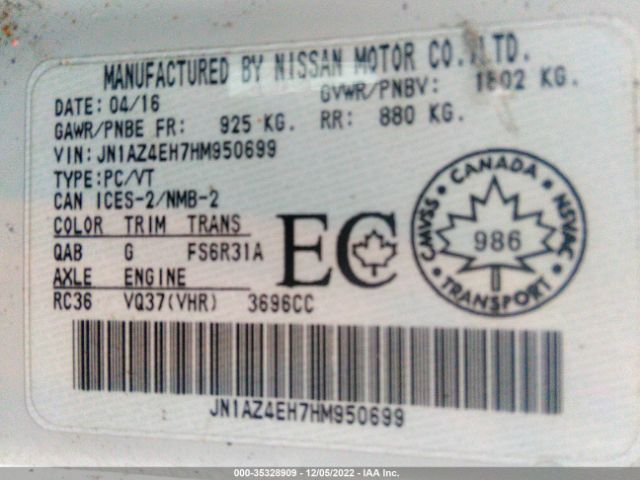 MANUFACTURED BY NISSAN MOTOR CO., LTD.
DATE: 04/16 GVWR/PNBV: 1802 KG.
GAWR/PNBE FR: 925 KG. RR: 880 KG.
VIN: JN1AZ4EH7HM950699
TYPE:PC/VT
CAN ICES-2/NMB-2
COLOR TRIM TRANS
QAB G FS6R31A
AXLE ENGINE
RC36 VQ37(VHR) 3696CC
EC
CANADA
CMVSS NSVAC
986
TRANSPORT
JN1AZ4EH7HM950699
000-35328909 - 12/05/2022 - IAA Inc.